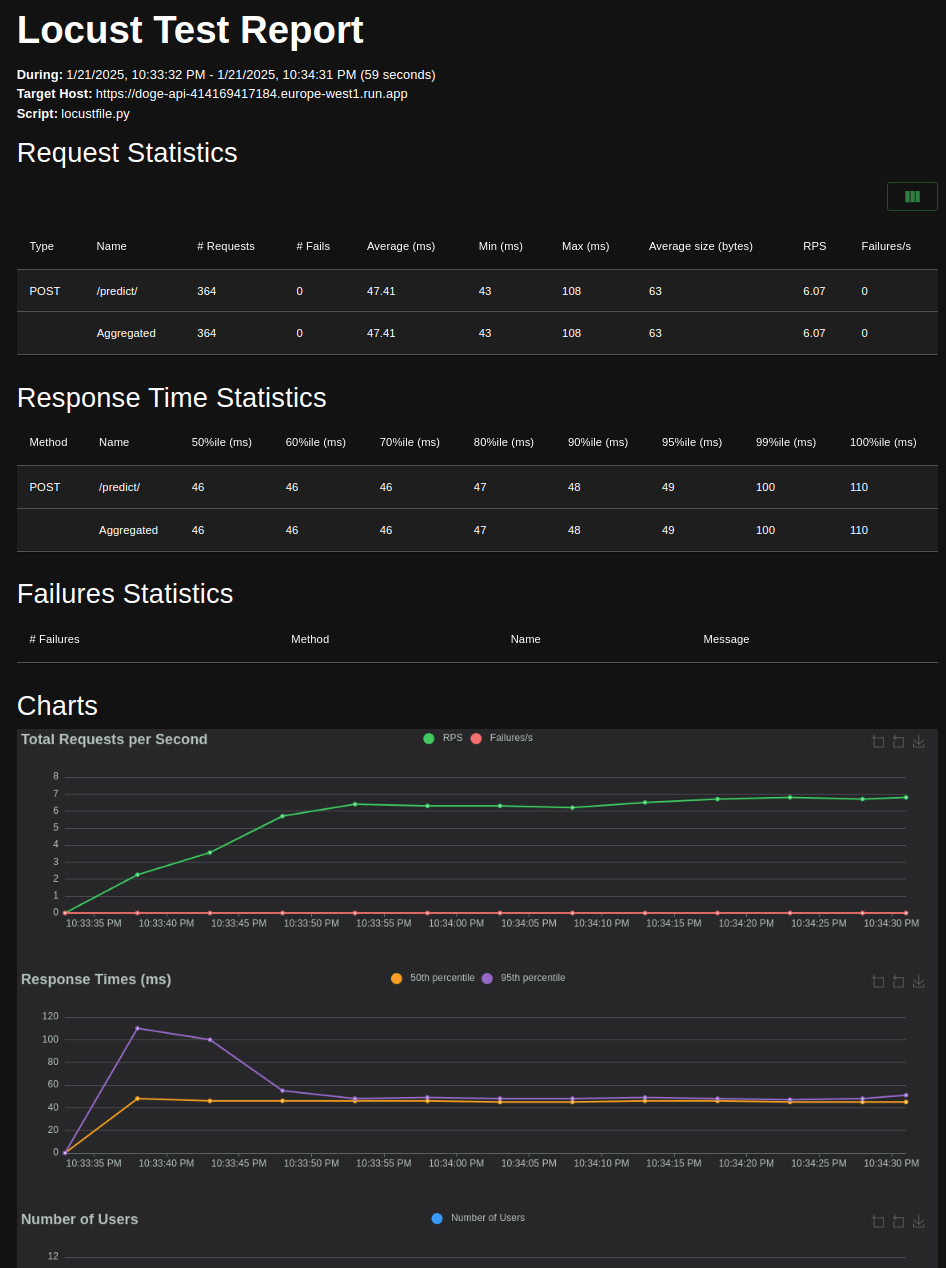 Locust Test Report
During: 1/21/2025, 10:33:32 PM - 1/21/2025, 10:34:31 PM (59 seconds)
Target Host: https://doge-api-414169417184.europe-west1.run.app
Script: locustfile.py
Request Statistics
Type Name # Requests # Fails Average (ms) Min (ms) Max (ms) Average size (bytes) RPS Failures/s
POST /predict/ 364 0 47.41 43 108 63 6.07 0
Aggregated 364 0 47.41 43 108 63 6.07 0
Response Time Statistics
Method Name 50%ile (ms) 60%ile (ms) 70%ile (ms) 80%ile (ms) 90%ile (ms) 95%ile (ms) 99%ile (ms) 100%ile (ms)
POST /predict/ 46 46 46 47 48 49 100 110
Aggregated 46 46 46 47 48 49 100 110
Failures Statistics
# Failures Method Name Message
Charts
Total Requests per Second RPS Failures/s
8
7
6
5
4
3
2
1
0
10:33:35 PM 10:33:40 PM 10:33:45 PM 10:33:50 PM 10:33:55 PM 10:34:00 PM 10:34:05 PM 10:34:10 PM 10:34:15 PM 10:34:20 PM 10:34:25 PM 10:34:30 PM
Response Times (ms) 50th percentile 95th percentile
120
100
80
60
40
20
0
10:33:35 PM 10:33:40 PM 10:33:45 PM 10:33:50 PM 10:33:55 PM 10:34:00 PM 10:34:05 PM 10:34:10 PM 10:34:15 PM 10:34:20 PM 10:34:25 PM 10:34:30 PM
Number of Users Number of Users
12